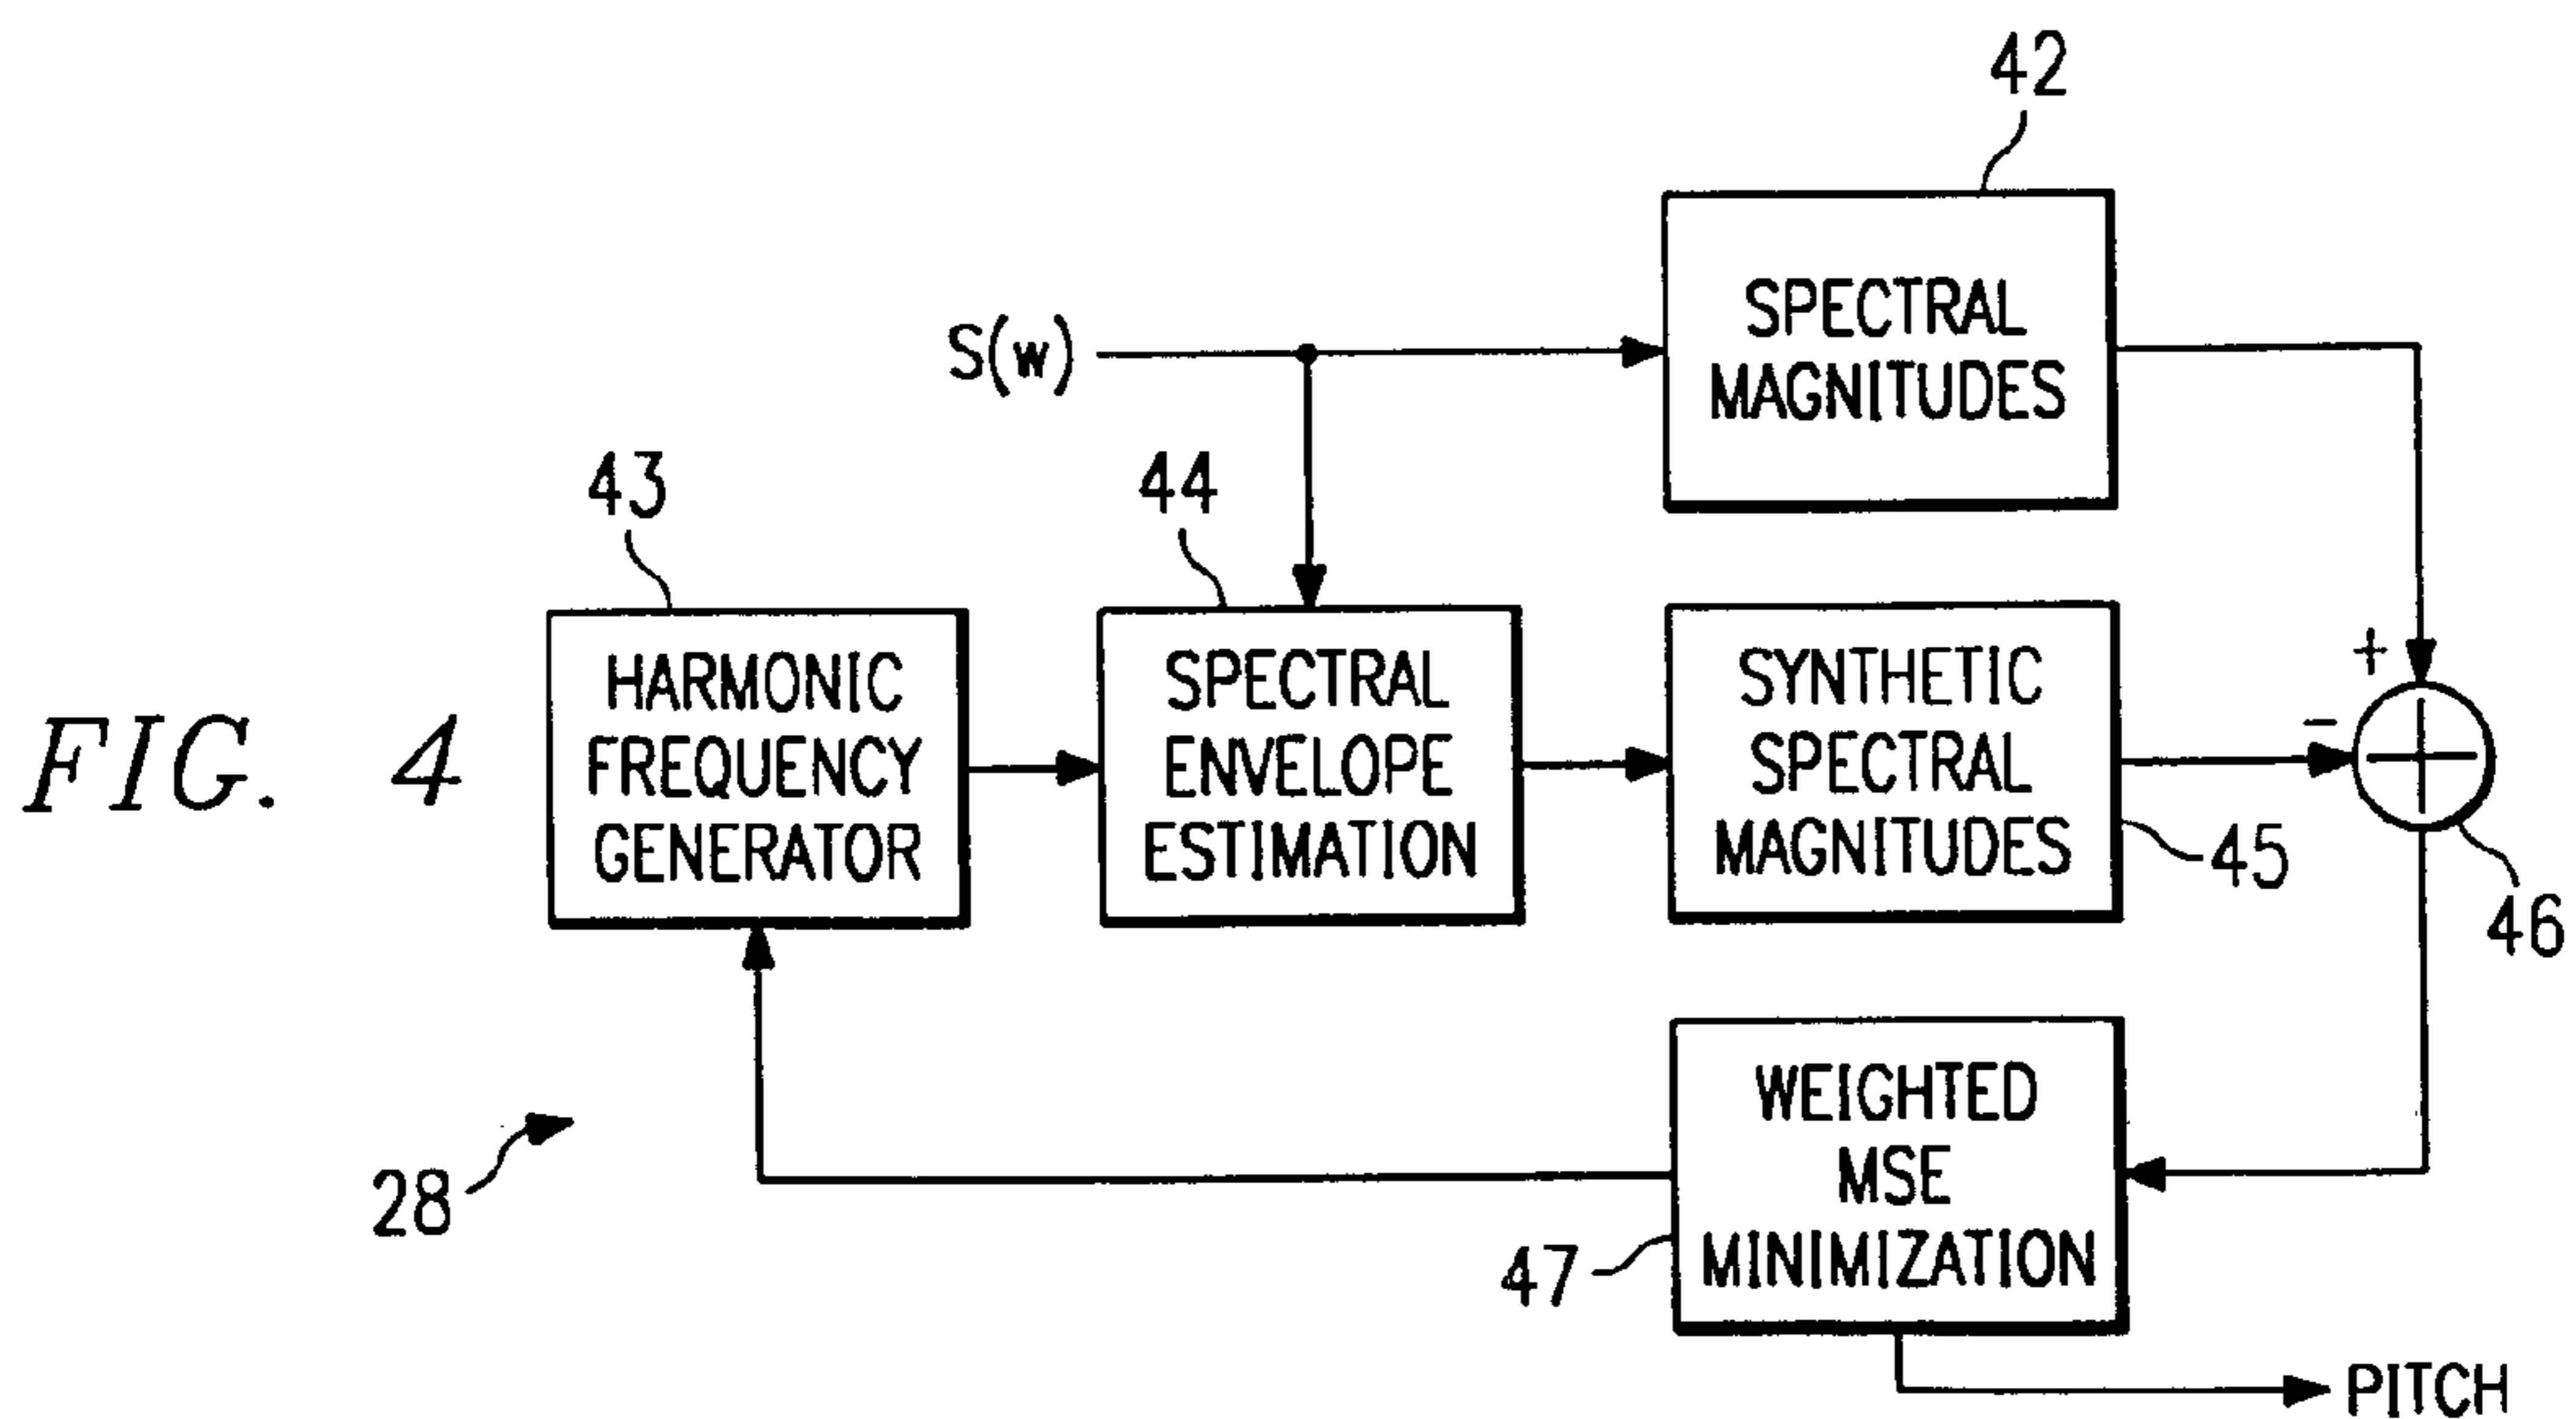 42
SPECTRAL
MAGNITUDES
S(w)
43
44
HARMONIC
FREQUENCY
GENERATOR
SPECTRAL
ENVELOPE
ESTIMATION
SYNTHETIC
SPECTRAL
MAGNITUDES
+
-
45
46
FIG. 4
WEIGHTED
MSE
MINIMIZATION
28
47
PITCH